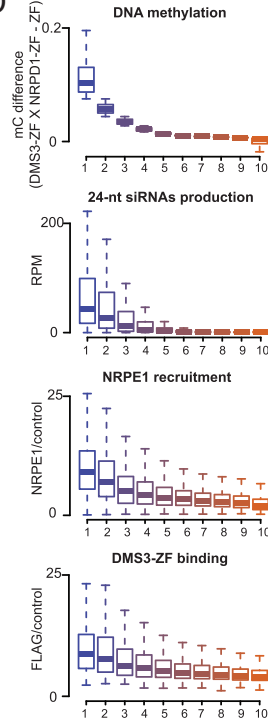 DNA methylation
mC difference
(DMS3-ZF X NRPD1-ZF - ZF)
0.2
0
1 2 3 4 5 6 7 8 9 10
24-nt siRNAs production
RPM
200
0
1 2 3 4 5 6 7 8 9 10
NRPE1 recruitment
NRPE1/control
25
0
1 2 3 4 5 6 7 8 9 10
DMS3-ZF binding
FLAG/control
25
0
1 2 3 4 5 6 7 8 9 10